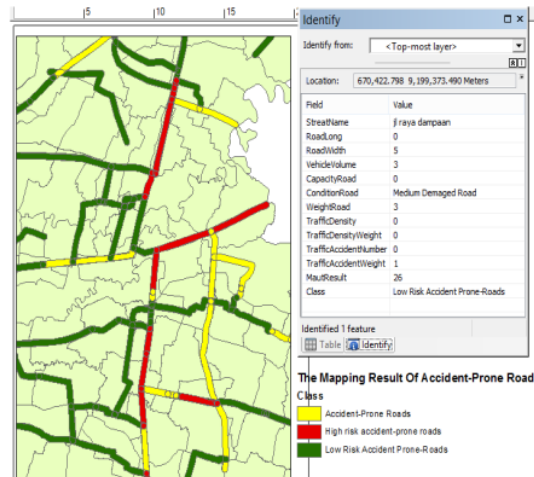 5
10
15
Identify
Identify from:
<Top-most layer>
Location:
670,422.798 9,199,373.490 Meters
Field Value
StreatName jl raya dampaan
RoadLong 0
RoadWidth 5
VehicleVolume 3
CapacityRoad 0
ConditionRoad Medium Damaged Road
WeightRoad 3
TrafficDensity 0
TrafficDensityWeight 0
TrafficAccidentNumber 0
TrafficAccidentWeight 1
MautResult 26
Class Low Risk Accident Prone-Roads
Identified 1 feature
Table Identify
The Mapping Result Of Accident-Prone Road
Class
Accident-Prone Roads
High risk accident-prone roads
Low Risk Accident Prone-Roads